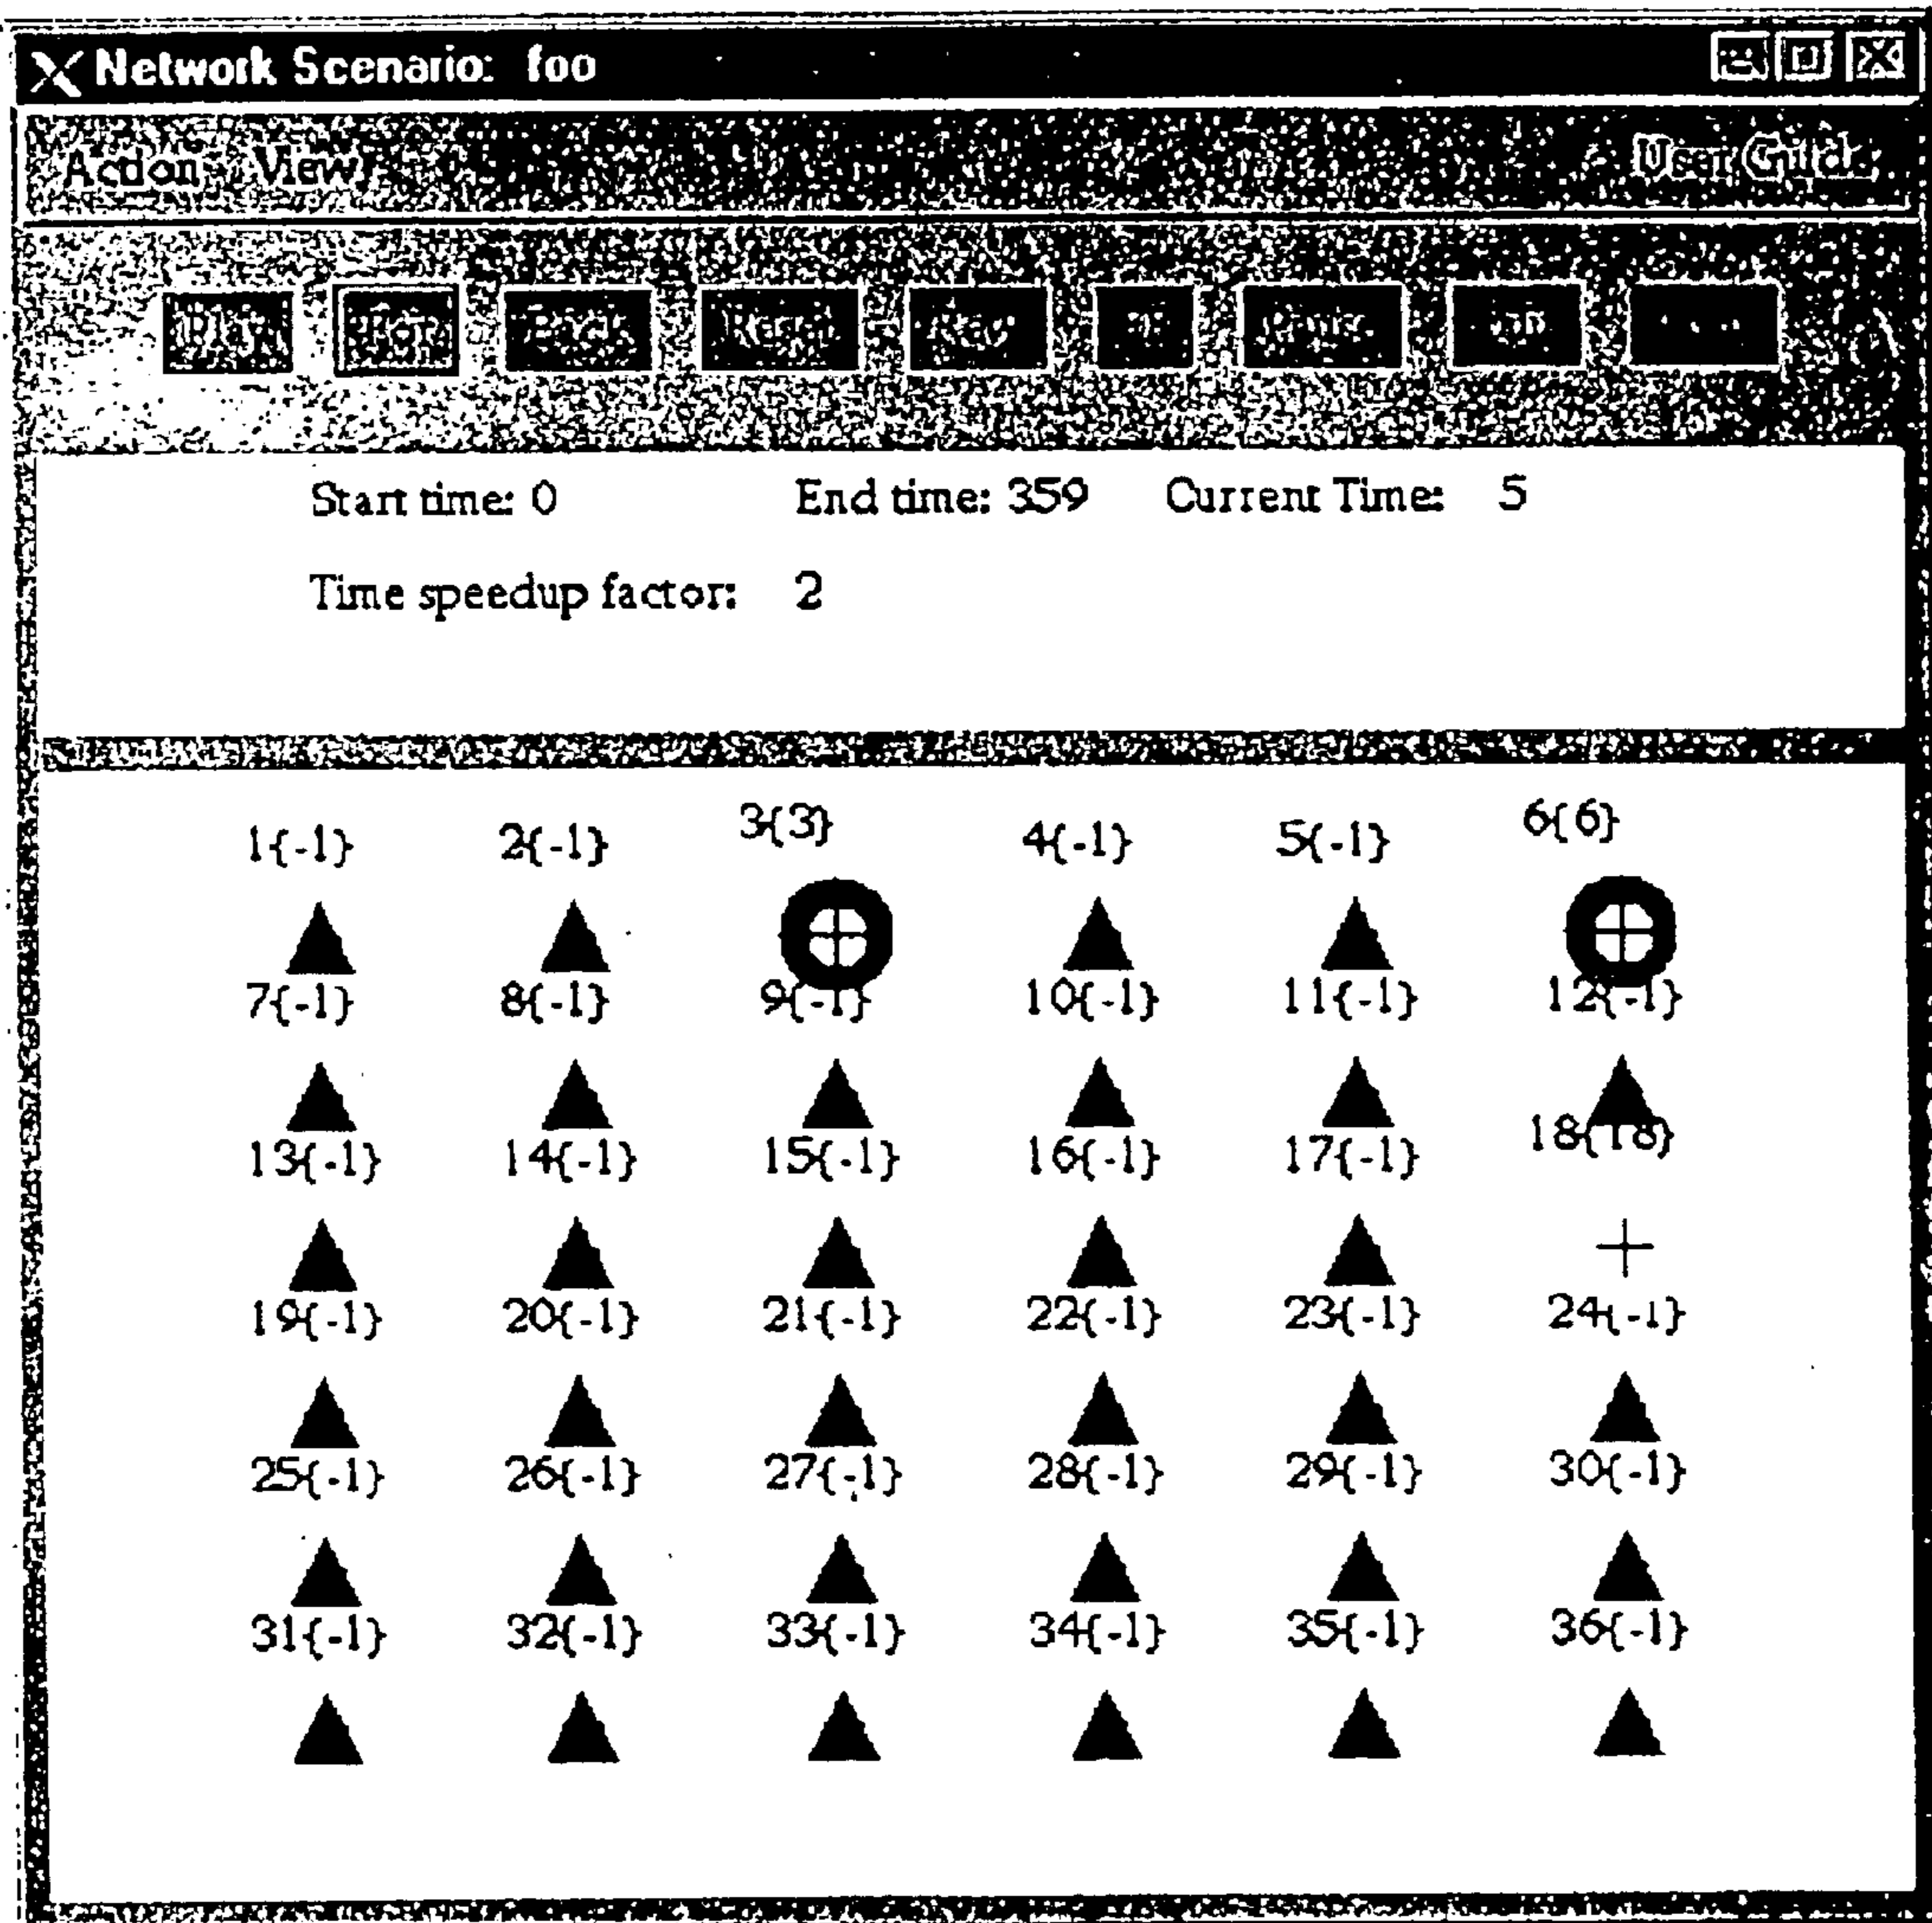 Network Scenario: foo
Action View
Play For Back Reset
Start time: 0 End time: 359 Current Time: 5
Time speedup factor: 2
1{-1} 2{-1} 3{3} 4{-1} 5{-1} 6{6}
7{-1} 8{-1} 9{-1} 10{-1} 11{-1} 12{-1}
13{-1} 14{-1} 15{-1} 16{-1} 17{-1} 18{18}
19{-1} 20{-1} 21{-1} 22{-1} 23{-1} 24{-1}
25{-1} 26{-1} 27{-1} 28{-1} 29{-1} 30{-1}
31{-1} 32{-1} 33{-1} 34{-1} 35{-1} 36{-1}